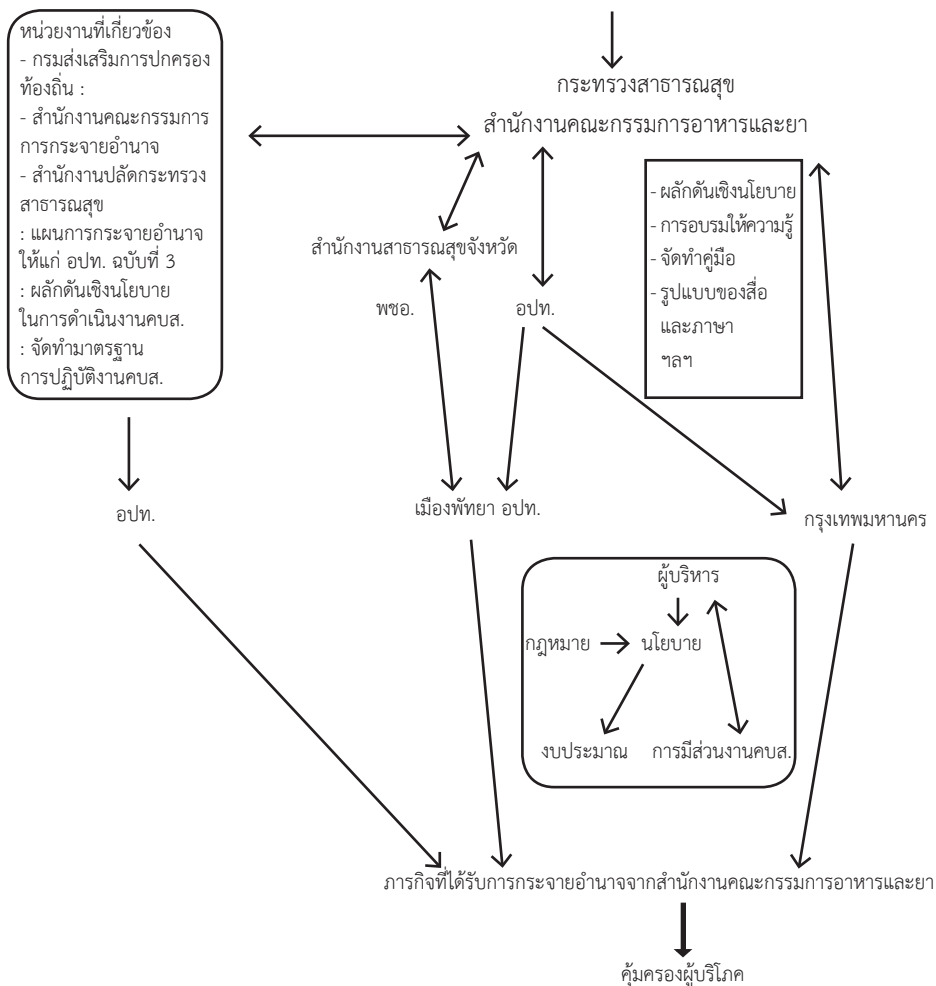 หน่วยงานที่เกี่ยวข้อง
- กรมส่งเสริมการปกครอง
ท้องถิ่น :
- สำนักงานคณะกรรมการ
การกระจายอำนาจ
- สำนักงานปลัดกระทรวง
สาธารณสุข
: แผนการกระจายอำนาจ
ให้แก่ อปท. ฉบับที่ 3
: ผลักดันเชิงนโยบาย
ในการดำเนินงานคบส.
: จัดทำมาตรฐาน
การปฏิบัติงานคบส.
กระทรวงสาธารณสุข
สำนักงานคณะกรรมการอาหารและยา
- ผลักดันเชิงนโยบาย
- การอบรมให้ความรู้
- จัดทำคู่มือ
- รูปแบบของสื่อ
และภาษา
ฯลฯ
สำนักงานสาธารณสุขจังหวัด
พชอ.
อปท.
อปท.
เมืองพัทยา อปท.
กรุงเทพมหานคร
ผู้บริหาร
กฎหมาย
นโยบาย
งบประมาณ
การมีส่วนงานคบส.
ภารกิจที่ได้รับการกระจายอำนาจจากสำนักงานคณะกรรมการอาหารและยา
คุ้มครองผู้บริโภค